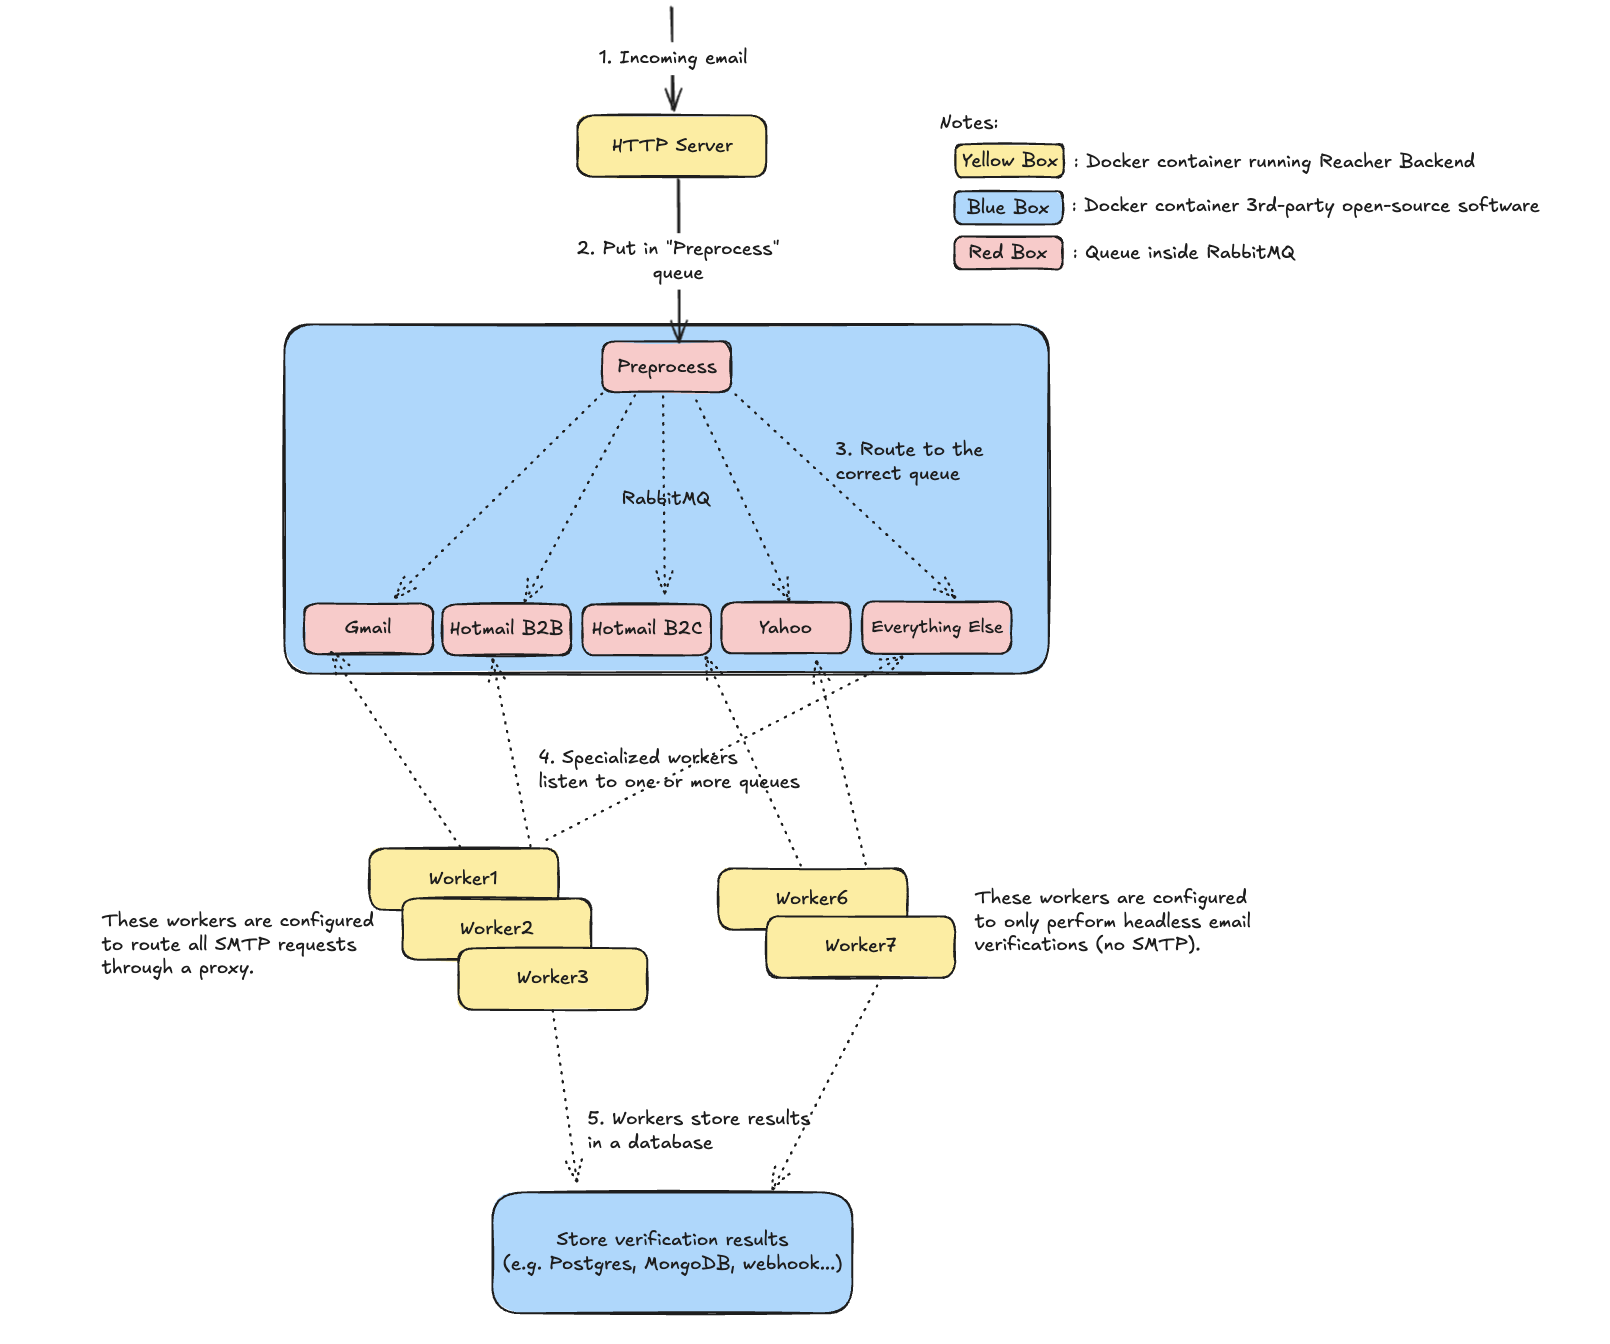 1. Incoming email
HTTP Server
Notes:
Yellow Box : Docker container running Reacher Backend
Blue Box : Docker container 3rd-party open-source software
Red Box : Queue inside RabbitMQ
2. Put in "Preprocess"
queue
Preprocess
3. Route to the
correct queue
RabbitMQ
Gmail
Hotmail B2B
Hotmail B2C
Yahoo
Everything Else
4. Specialized workers
listen to one or more queues
Worker1
Worker2
Worker3
These workers are configured
to route all SMTP requests
through a proxy.
Worker6
Worker7
These workers are configured
to only perform headless email
verifications (no SMTP).
5. Workers store results
in a database
Store verification results
(e.g. Postgres, MongoDB, webhook...)